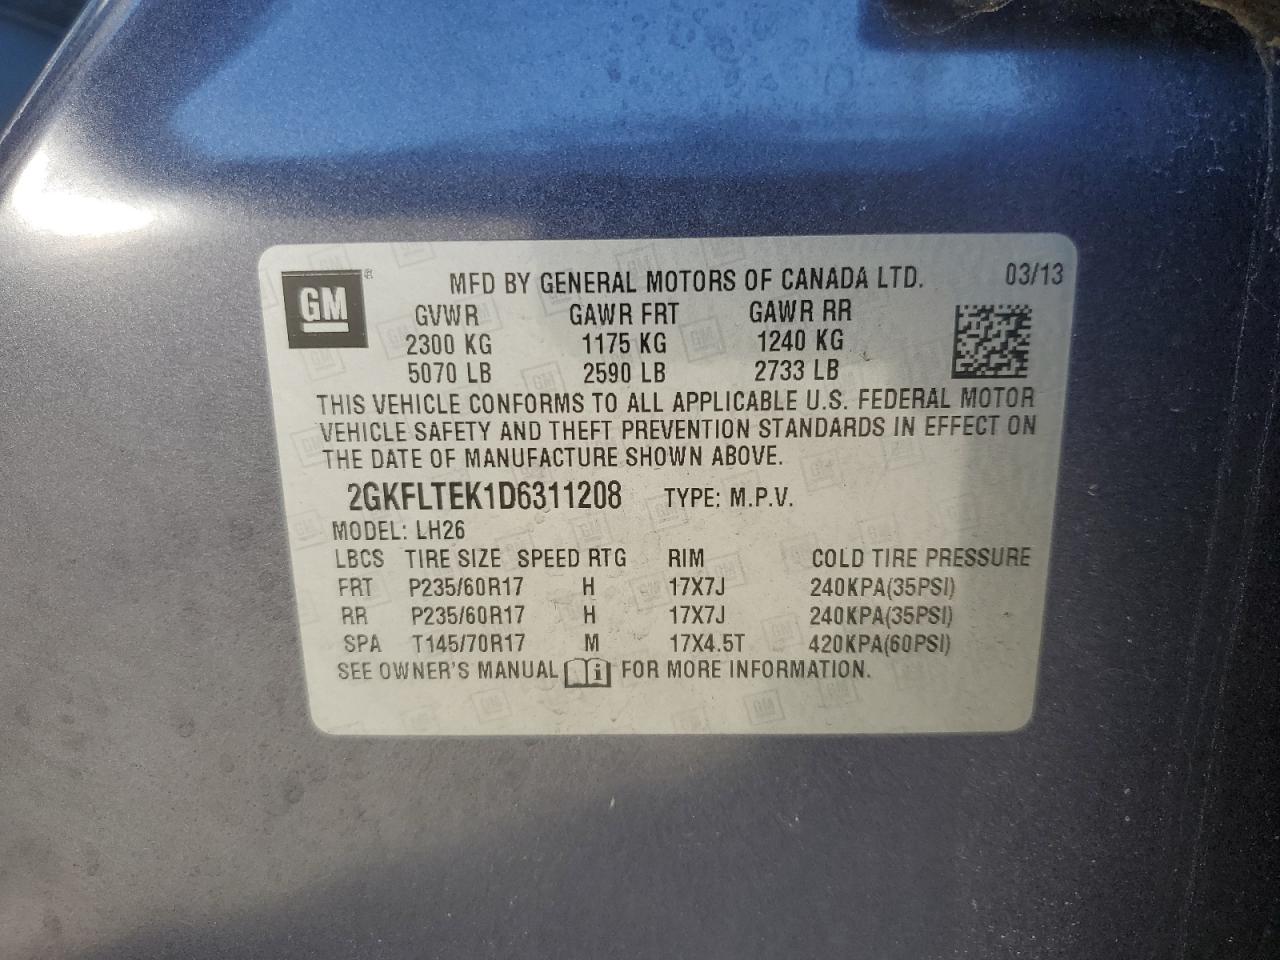 GM ® MFD BY GENERAL MOTORS OF CANADA LTD. 03/13
GVWR GAWR FRT GAWR RR
2300 KG 1175 KG 1240 KG
5070 LB 2590 LB 2733 LB
THIS VEHICLE CONFORMS TO ALL APPLICABLE U.S. FEDERAL MOTOR
VEHICLE SAFETY AND THEFT PREVENTION STANDARDS IN EFFECT ON
THE DATE OF MANUFACTURE SHOWN ABOVE.
2GKFLTEK1D6311208 TYPE: M.P.V.
MODEL: LH26
LBCS TIRE SIZE SPEED RTG RIM COLD TIRE PRESSURE
FRT P235/60R17 H 17X7J 240KPA(35PSI)
RR P235/60R17 H 17X7J 240KPA(35PSI)
SPA T145/70R17 M 17X4.5T 420KPA(60PSI)
SEE OWNER'S MANUAL i FOR MORE INFORMATION.